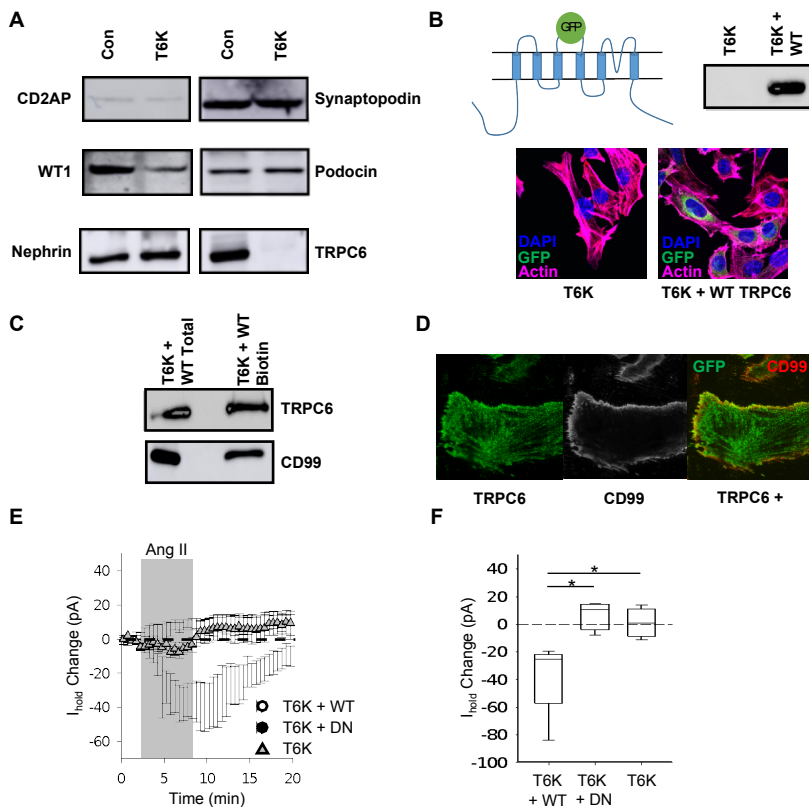 A
Con
T6K
Con
T6K
CD2AP
Synaptopodin
WT1
Podocin
Nephrin
TRPC6
B
GFP
T6K
T6K +
WT
DAPI
GFP
Actin
T6K
DAPI
GFP
Actin
T6K + WT TRPC6
C
T6K +
WT Total
T6K + WT
Biotin
TRPC6
CD99
D
GFP
CD99
TRPC6
CD99
TRPC6 +
E
Ang II
Ihold Change (pA)
40
20
0
-20
-40
-60
0
5
10
15
20
Time (min)
T6K + WT
T6K + DN
T6K
F
Ihold Change (pA)
40
20
0
-20
-40
-60
-80
-100
*
*
T6K
+ WT
T6K
+ DN
T6K